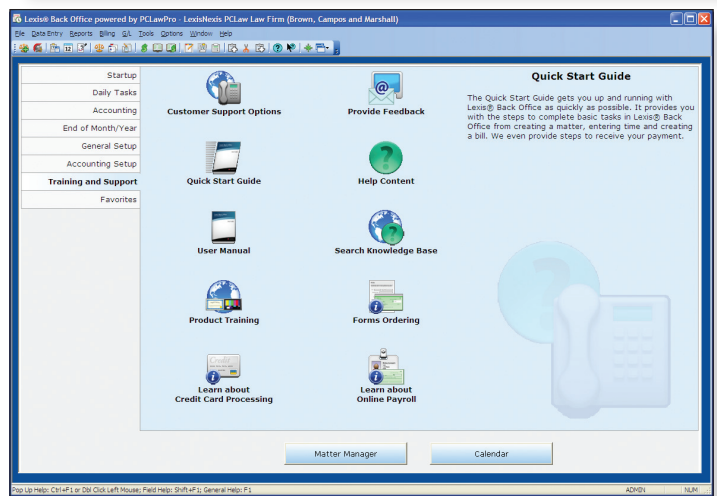 Lexis® Back Office powered by PCLawPro - LexisNexis PCLaw Law Firm (Brown, Campos and Marshall)
File Data Entry Reports Billing G/L Tools Options Window Help
Startup
Daily Tasks
Accounting
End of Month/Year
General Setup
Accounting Setup
Training and Support
Favorites
Customer Support Options
Provide Feedback
Quick Start Guide
Help Content
User Manual
Search Knowledge Base
Product Training
Forms Ordering
Learn about
Credit Card Processing
Learn about
Online Payroll
Quick Start Guide
The Quick Start Guide gets you up and running with
Lexis® Back Office as quickly as possible. It provides you
with the steps to complete basic tasks in Lexis® Back
Office from creating a matter, entering time and creating
a bill. We even provide steps to receive your payment.
Matter Manager
Calendar
Pop Up Help: Ctrl+F1 or Dbl Click Left Mouse; Field Help: Shift+F1; General Help: F1
ADMIN
NUM